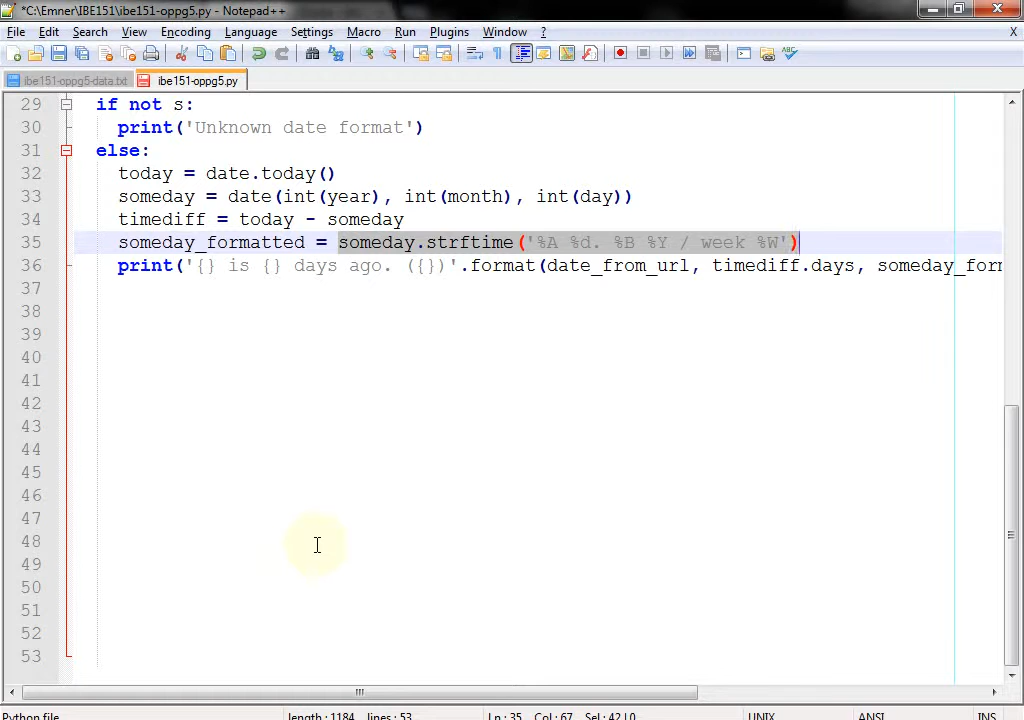 *C:\Emner\IBE151\ibe151-oppg5.py - Notepad++
File Edit Search View Encoding Language Settings Macro Run Plugins Window ? X
ibe151-oppg5-data.txt ibe151-oppg5.py
29 if not s:
30 print('Unknown date format')
31 else:
32 today = date.today()
33 someday = date(int(year), int(month), int(day))
34 timediff = today - someday
35 someday_formatted = someday.strftime('%A %d. %B %Y / week %W')
36 print('{} is {} days ago. ({})'.format(date_from_url, timediff.days, someday_forn
37
38
39
40
41
42
43
44
45
46
47
48
49
50
51
52
53
Python file length : 1184 lines : 53 Ln : 35 Col : 67 Sel : 42 | 0 UNIX ANSI INS